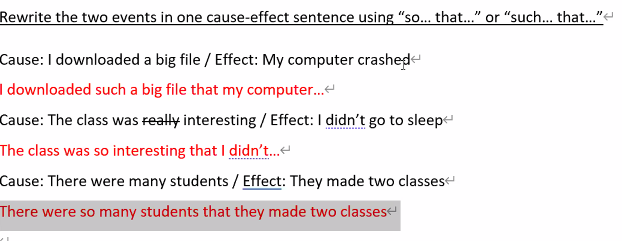 Rewrite the two events in one cause-effect sentence using “so… that…” or “such… that…”
Cause: I downloaded a big file / Effect: My computer crashed
I downloaded such a big file that my computer…
Cause: The class was really interesting / Effect: I didn’t go to sleep
The class was so interesting that I didn’t…
Cause: There were many students / Effect: They made two classes
There were so many students that they made two classes